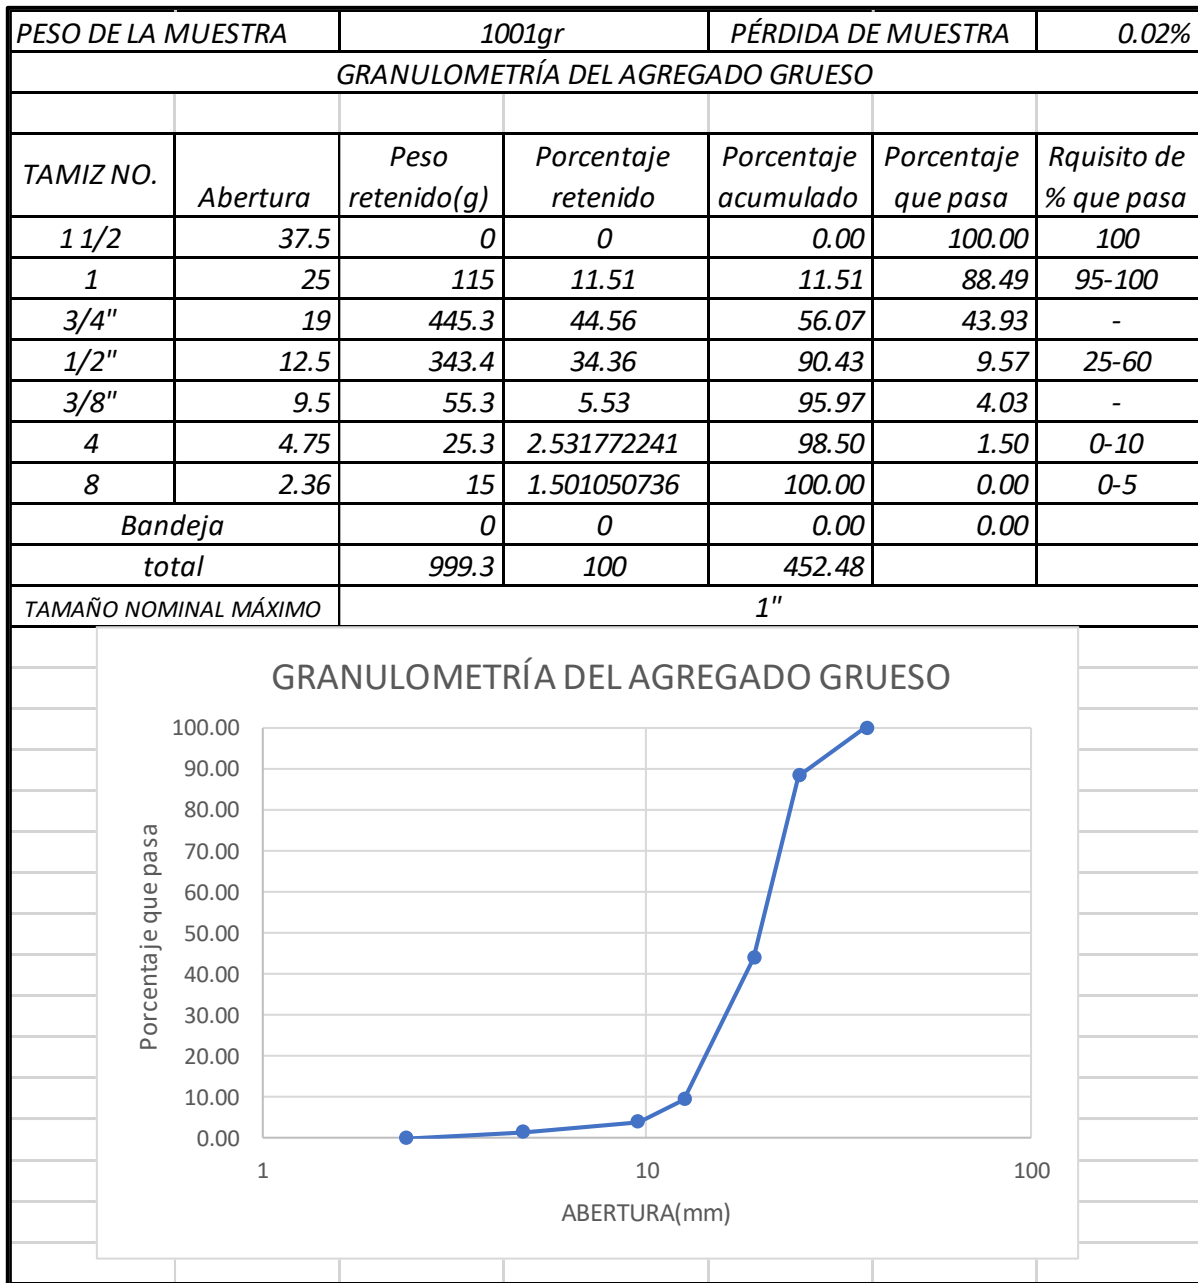 PESO DE LA MUESTRA 1001gr PÉRDIDA DE MUESTRA 0.02%
GRANULOMETRÍA DEL AGREGADO GRUESO
TAMIZ NO. Abertura Peso retenido(g) Porcentaje retenido Porcentaje acumulado Porcentaje que pasa Rquisito de % que pasa
1 1/2 37.5 0 0 0.00 100.00 100
1 25 115 11.51 11.51 88.49 95-100
3/4" 19 445.3 44.56 56.07 43.93 -
1/2" 12.5 343.4 34.36 90.43 9.57 25-60
3/8" 9.5 55.3 5.53 95.97 4.03 -
4 4.75 25.3 2.531772241 98.50 1.50 0-10
8 2.36 15 1.501050736 100.00 0.00 0-5
Bandeja 0 0 0.00 0.00
total 999.3 100 452.48
TAMAÑO NOMINAL MÁXIMO 1"
GRANULOMETRÍA DEL AGREGADO GRUESO
100.00
90.00
80.00
70.00
60.00
50.00
40.00
30.00
20.00
10.00
0.00
Porcentaje que pasa
1 10 100
ABERTURA(mm)